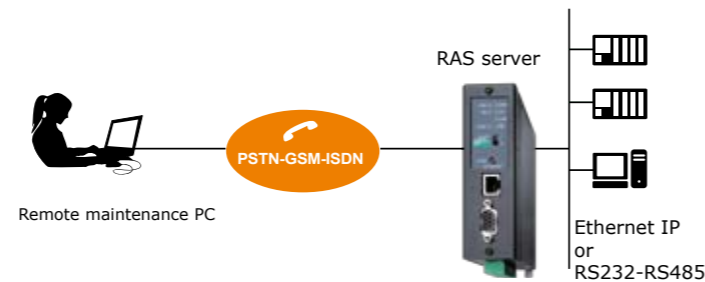 RAS server
PSTN-GSM-ISDN
Remote maintenance PC
Ethernet IP
or
RS232-RS485